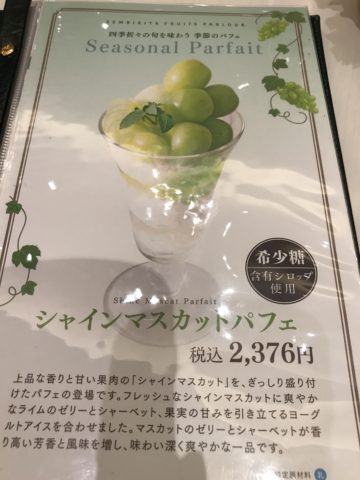 SEMBIKIYA FRUITS PARLOUR
四季折々の旬を味わう 季節のパフェ
Seasonal Parfait
希少糖
含有シロップ
使用
Shine Muscat Parfait
シャインマスカットパフェ
税込 2,376円
上品な香りと甘い果肉の「シャインマスカット」を、ぎっしり盛り付
けたパフェの登場です。フレッシュなシャインマスカットに爽や
かなライムのゼリーとシャーベット、果実の甘みを引き立てるヨーグ
ルトアイスを合わせました。マスカットのゼリーとシャーベットが香
り高い芳香と風味を増し、味わい深く爽やかな一品です。
特定原材料